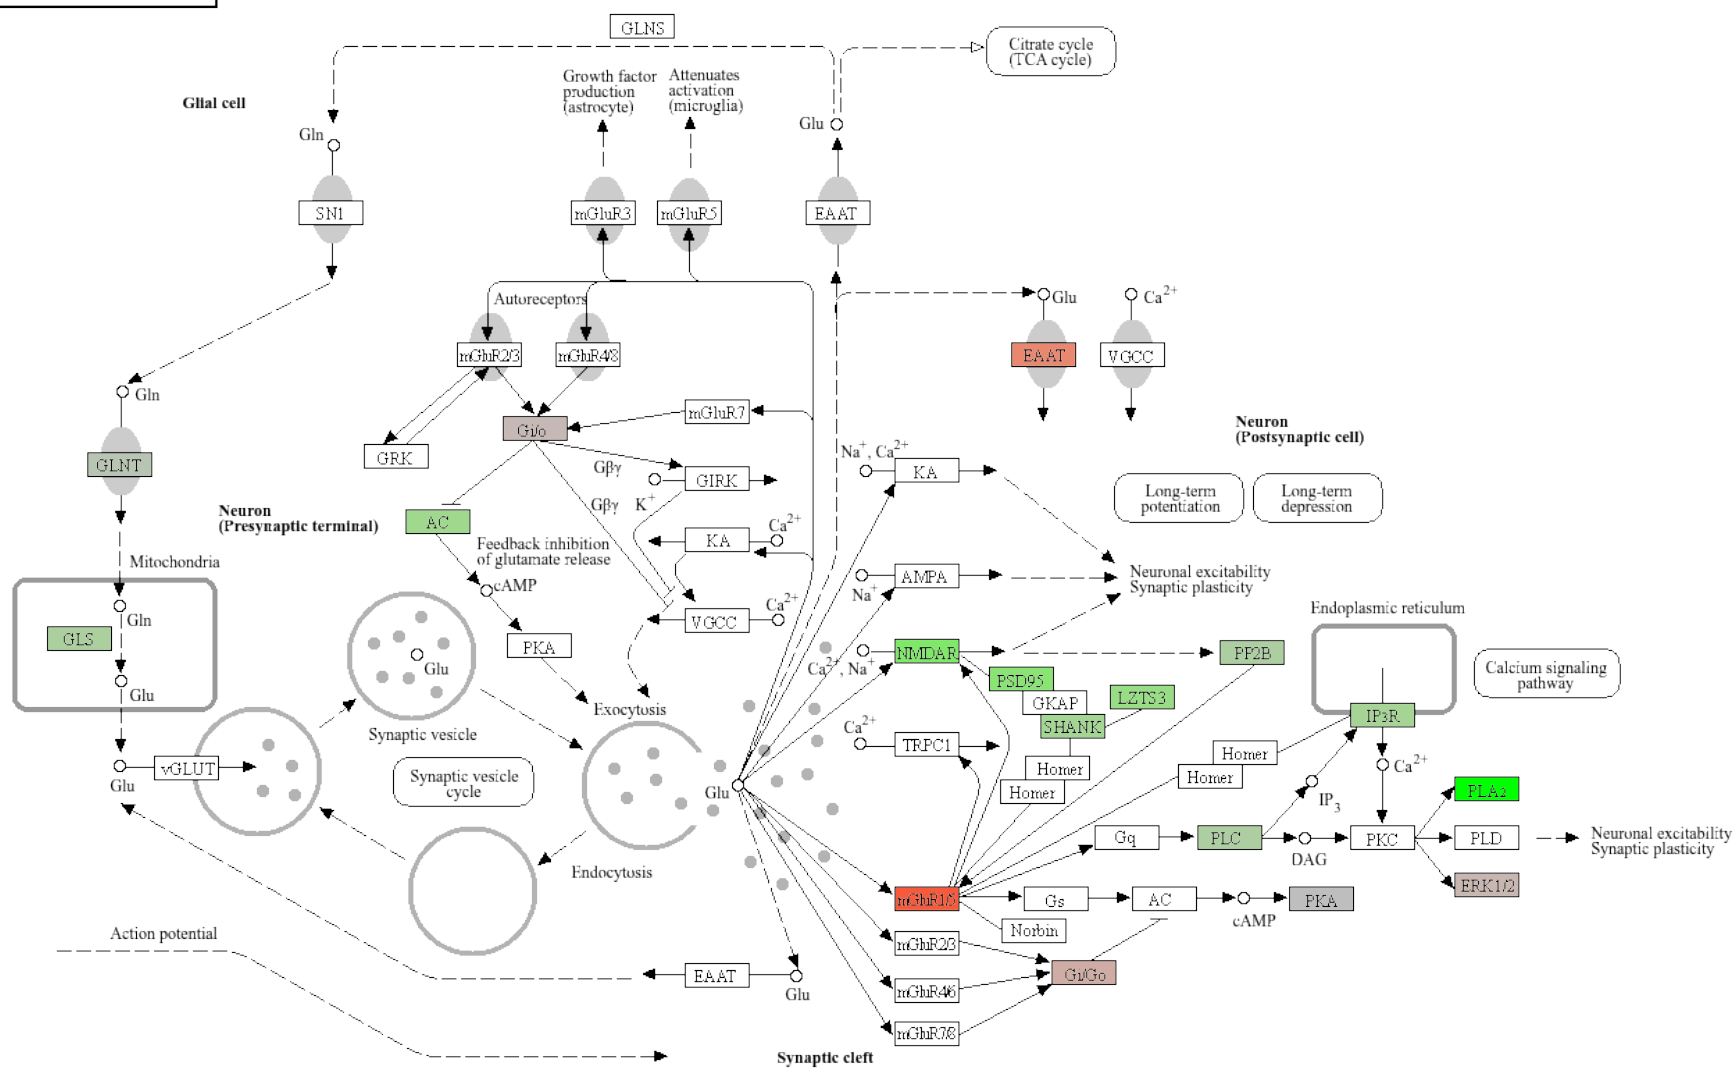 GLNS
Citrate cycle
(TCA cycle)
Growth factor
production
(astrocyte)
Attenuates
activation
(microglia)
Glial cell
Gln
Glu
SN1
mGluR3
mGluR5
EAAT
Autoreceptors
Glu
Ca2+
mGluR2/3
mGluR4/8
EAAT
VGCC
Gln
mGluR7
Gi/o
Neuron
(Postsynaptic cell)
GRK
GLNT
Gβγ
GIRK
Na+, Ca2+
KA
Long-term
potentiation
Long-term
depression
Neuron
(Presynaptic terminal)
Gβγ
K+
AC
Ca2+
KA
Feedback inhibition
of glutamate release
Mitochondria
cAMP
AMPA
Na+
Neuronal excitability
Synaptic plasticity
Gln
Ca2+
VGCC
Endoplasmic reticulum
GLS
PKA
Glu
NMDAR
Ca2+, Na+
PP2B
Calcium signaling
pathway
Glu
PSD95
GKAP
LZTS3
SHANK
IP3R
Exocytosis
Synaptic vesicle
Ca2+
TRPC1
Homer
Homer
Homer
Homer
Ca2+
vGLUT
Glu
Synaptic vesicle
cycle
Glu
IP3
PLA2
Gq
PLC
DAG
PKC
PLD
Neuronal excitability
Synaptic plasticity
Endocytosis
mGluR1/5
Gs
AC
cAMP
PKA
ERK1/2
Norbin
Action potential
mGluR2/3
EAAT
Glu
Gi/Go
mGluR4/6
mGluR7/8
Synaptic cleft